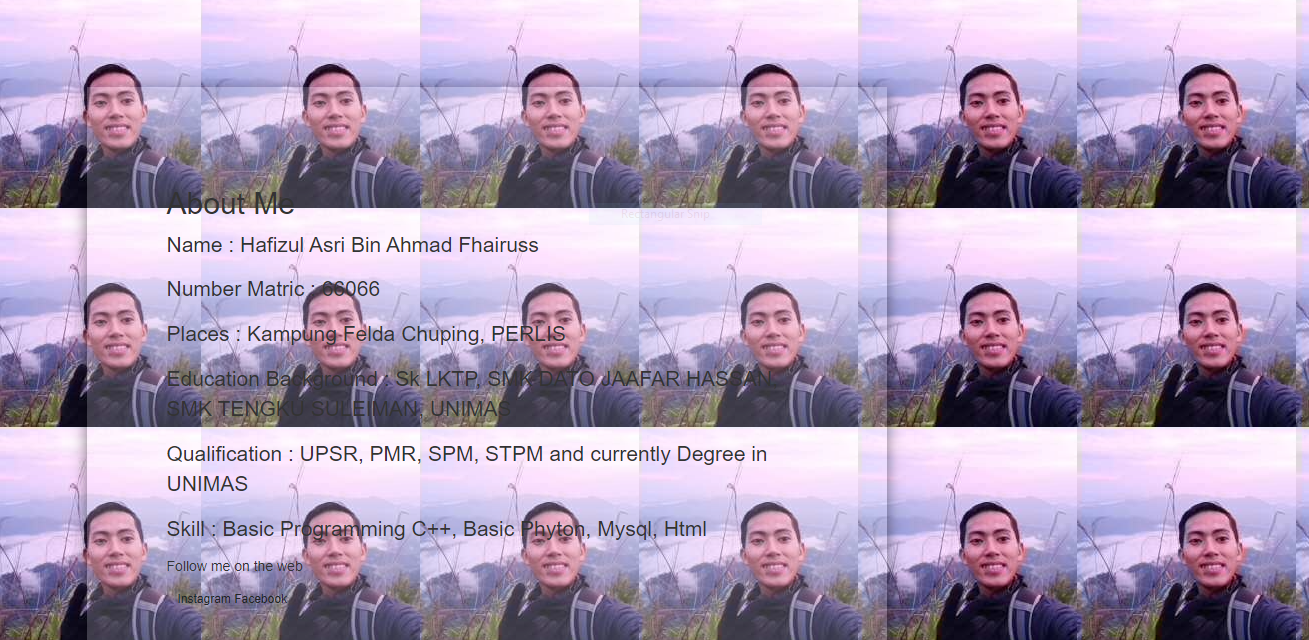 Rectangular Snip
About Me
Name : Hafizul Asri Bin Ahmad Fhairuss
Number Matric : 66066
Places : Kampung Felda Chuping, PERLIS
Education Background : Sk LKTP, SMK DATO JAAFAR HASSAN,
SMK TENGKU SULEIMAN, UNIMAS
Qualification : UPSR, PMR, SPM, STPM and currently Degree in
UNIMAS
Skill : Basic Programming C++, Basic Phyton, Mysql, Html
Follow me on the web
Instagram Facebook